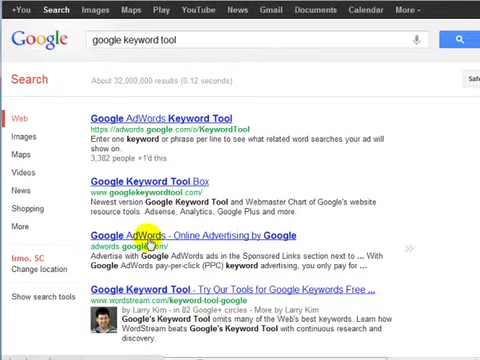 +You Search Images Maps Play YouTube News Gmail Documents Calendar More
Google google keyword tool
Search About 32,000,000 results (0.12 seconds) Safe
Web
Images
Maps
Videos
News
Shopping
More
Irmo, SC
Change location
Show search tools
Google AdWords Keyword Tool
https://adwords.google.com/o/KeywordTool
Enter one keyword or phrase per line to see what related word searches your ad will
show on.
3,382 people +1'd this
Google Keyword Tool Box
www.googlekeywordtool.com/
Newest version Google Keyword Tool and Webmaster Chart of Google's website
resource tools. Adsense, Analytics, Google Plus and more.
Google AdWords - Online Advertising by Google
adwords.google.com/
Advertise with Google AdWords ads in the Sponsored Links section next to ... With
Google AdWords pay-per-click (PPC) keyword advertising, you only pay for ...
Google Keyword Tool - Try Our Tools for Google Keywords Free ...
www.wordstream.com/keyword-tool-google
by Larry Kim - in 82 Google+ circles - More by Larry Kim
Google's Keyword Tool omits many of the Web's best keywords. Learn how
WordStream beats Google's Keyword Tool with continuous research and
discovery.